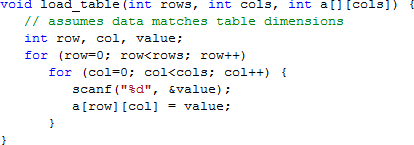 void load_table(int rows, int cols, int a[][cols]) {
   // assumes data matches table dimensions
   int row, col, value;
   for (row=0; row<rows; row++)
      for (col=0; col<cols; col++) {
         scanf("%d", &value);
         a[row][col] = value;
      }
}